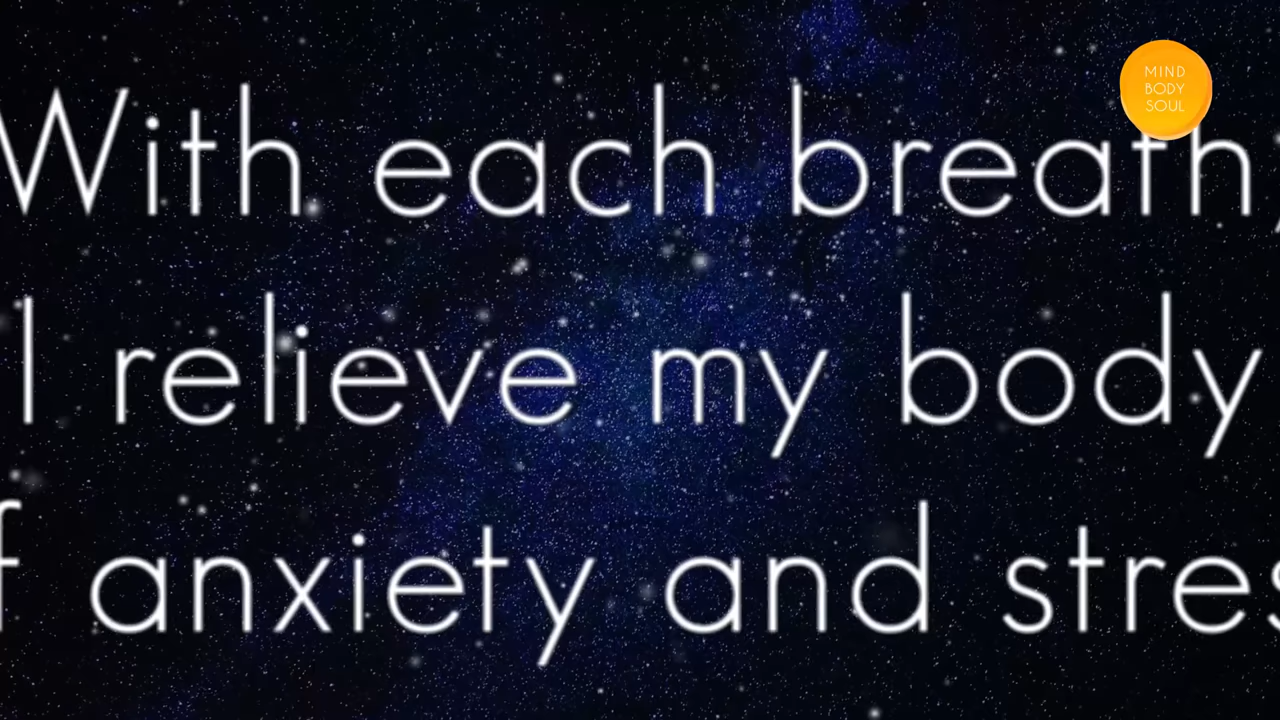 With each breath,
I relieve my body
f anxiety and stres
MIND
BODY
SOUL